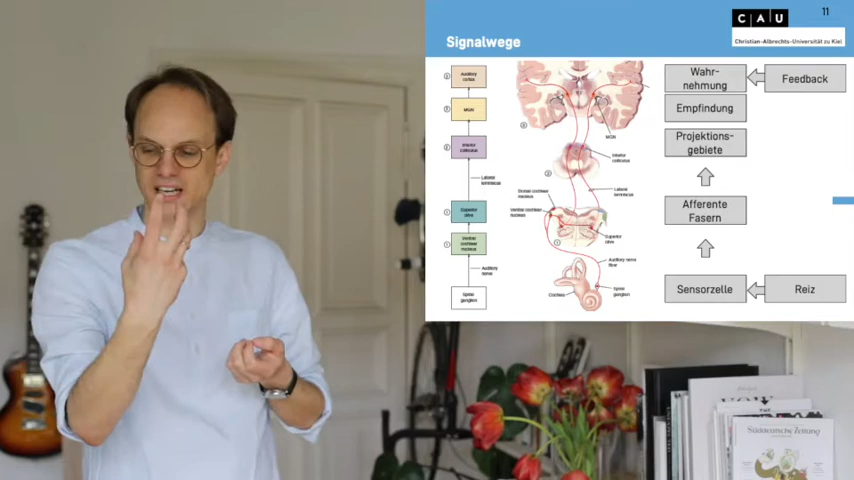 11
CAU
Christian-Albrechts-Universität zu Kiel
Signalwege
Auditory
cortex
MGN
Inferior
colliculus
Lateral
lemniscus
Superior
olive
Ventral
cochlear
nucleus
Auditory
nerve
Spiral
ganglion
MGN
Inferior
colliculus
Dorsal cochlear
nucleus
Lateral
lemniscus
Ventral cochlear
nucleus
Superior
olive
Auditory nerve
fiber
Cochlea
Spiral
ganglion
Wahr-
nehmung
Feedback
Empfindung
Projektions-
gebiete
Afferente
Fasern
Sensorzelle
Reiz
Süddeutsche Zeitung